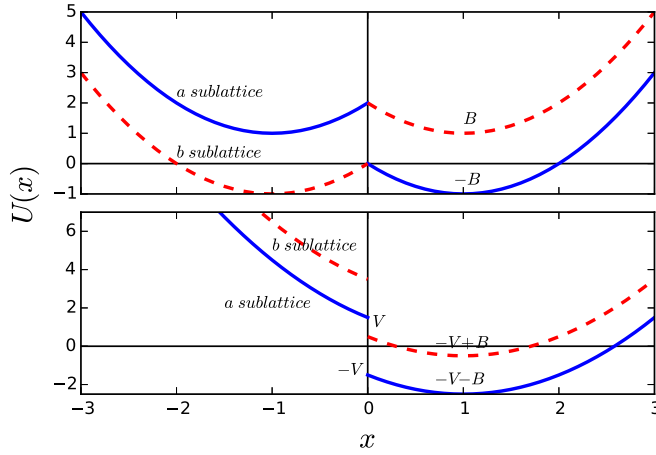 5
a sublattice
4
3
2
B
1
b sublattice
0
−B
−1
U(x)
6
b sublattice
4
a sublattice
2
V
0
−V+B
−V
−V−B
−2
−3
−2
−1
0
1
2
3
x